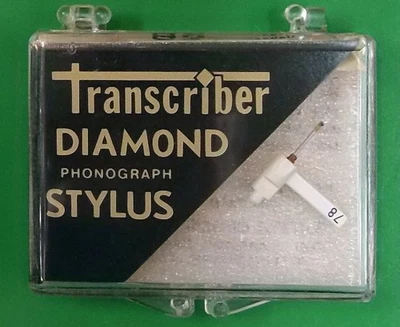 Transcriber
DIAMOND
PHONOGRAPH
STYLUS
78